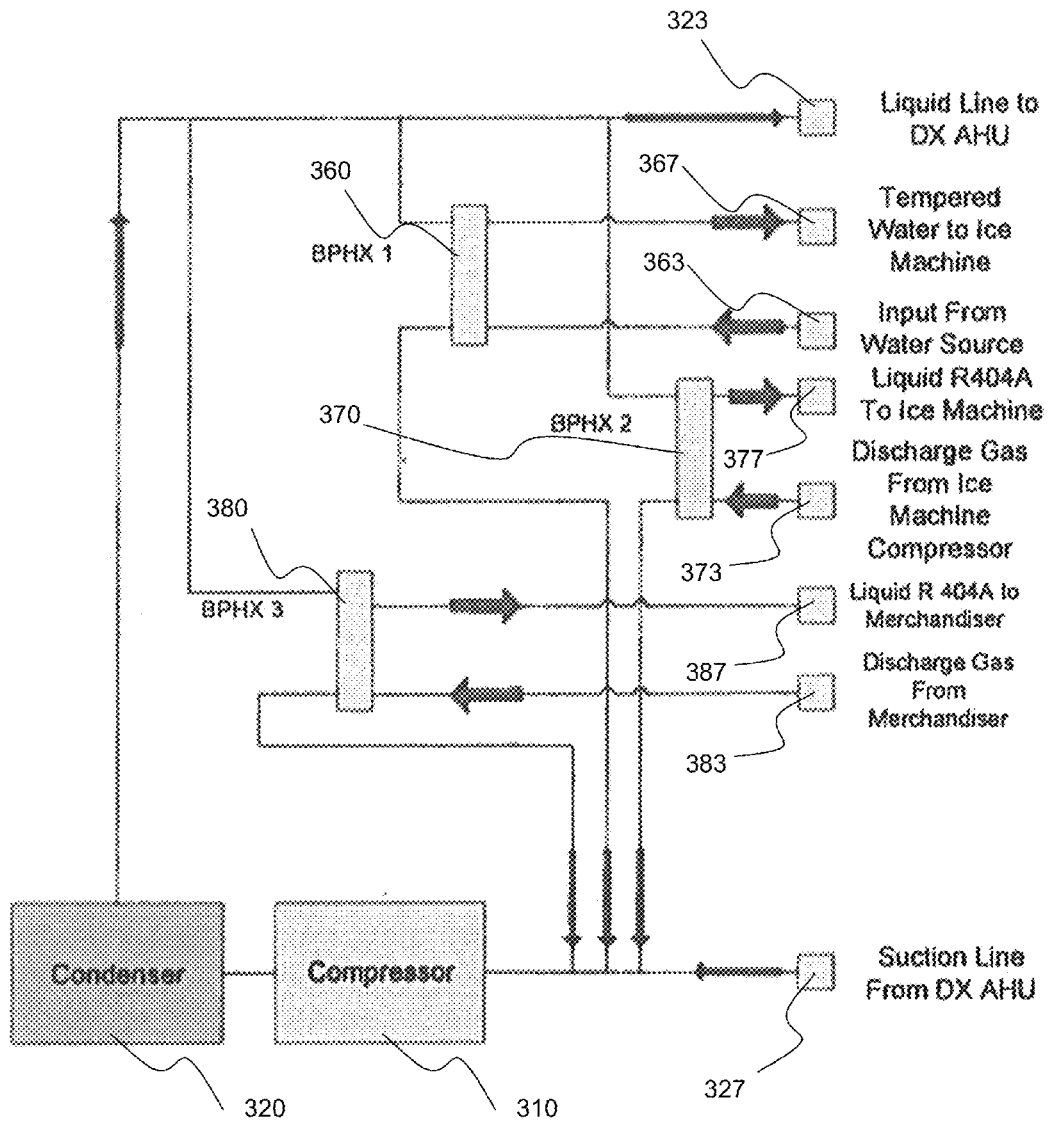 323
Liquid Line to
DX AHU
360
367
Tempered
Water to Ice
Machine
BPHX 1
363
Input From
Water Source
Liquid R404A
To Ice Machine
370
BPHX 2
377
Discharge Gas
From Ice
Machine
Compressor
380
373
BPHX 3
Liquid R 404A to
Merchandiser
387
Discharge Gas
From
Merchandiser
383
Condenser
Compressor
Suction Line
From DX AHU
327
320
310